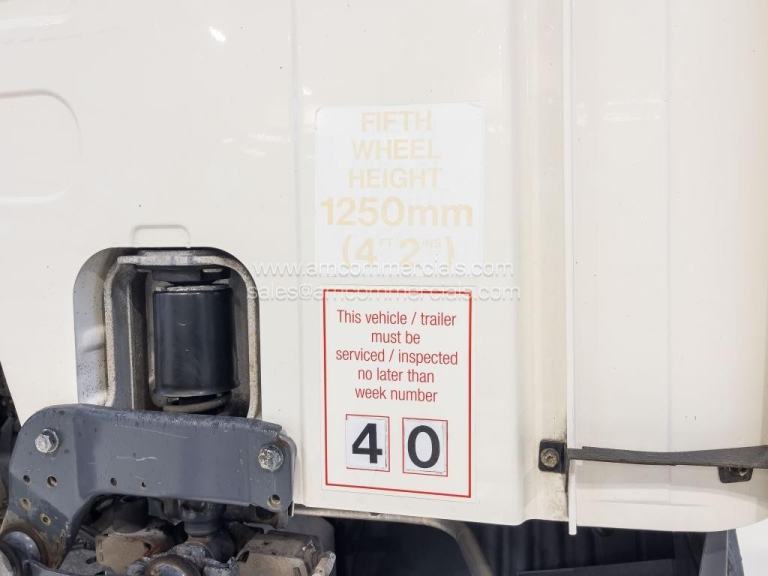 FIFTH
WHEEL
HEIGHT
1250mm
(4FT 2INS)
www.amcommercials.com
sales@amcommercials.com
This vehicle / trailer
must be
serviced / inspected
no later than
week number
4 0